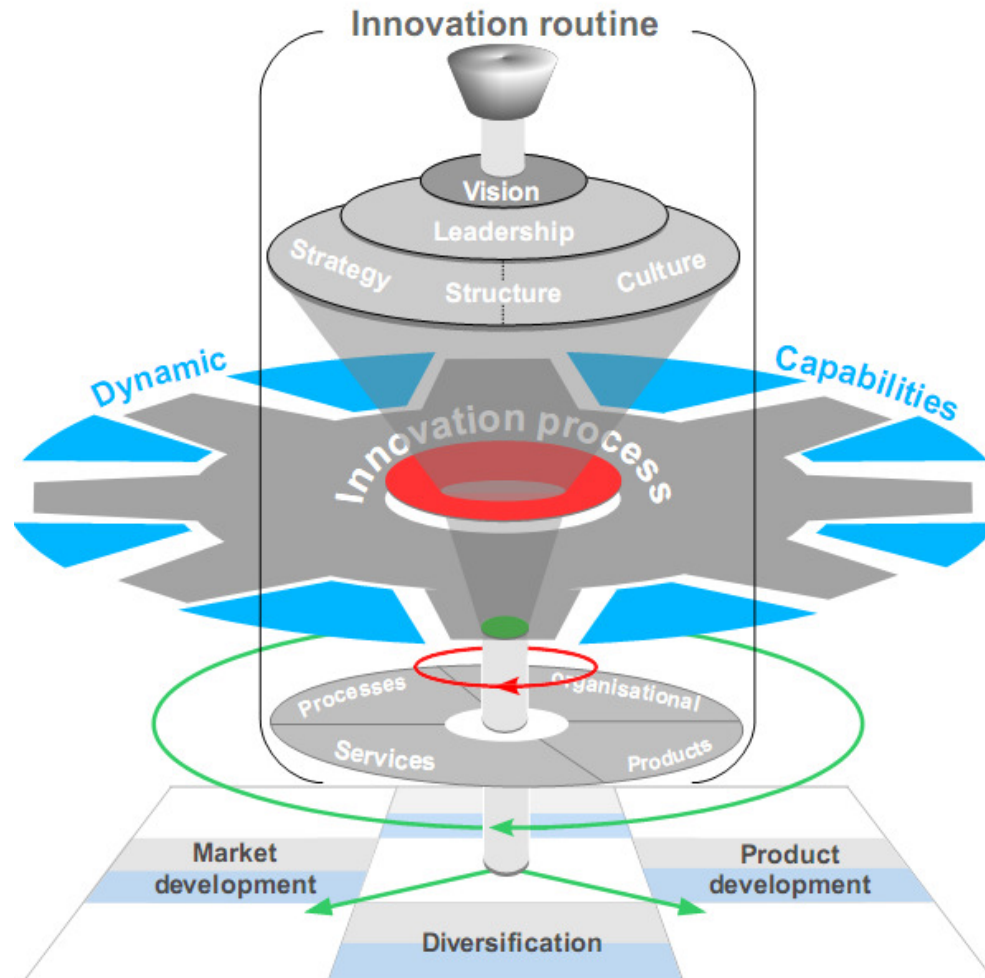 Innovation routine
Vision
Leadership
Strategy
Structure
Culture
Dynamic
Capabilities
Innovation process
Processes
organisational
Services
Products
Market
development
Product
development
Diversification